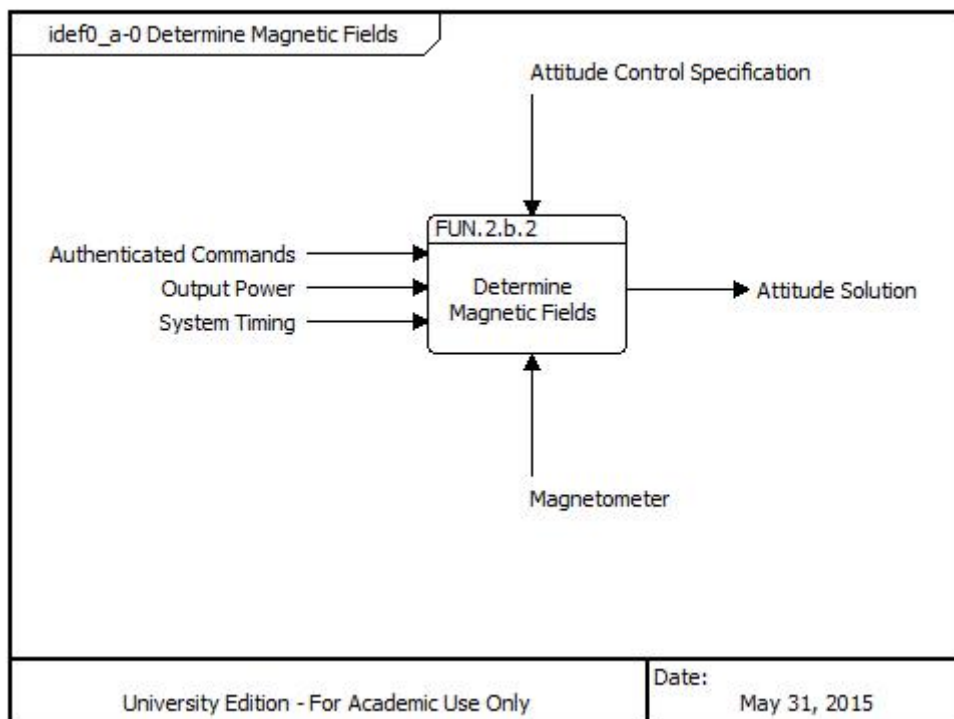 idef0_a-0 Determine Magnetic Fields
Attitude Control Specification
FUN.2.b.2
Authenticated Commands
Output Power
System Timing
Determine
Magnetic Fields
Attitude Solution
Magnetometer
University Edition - For Academic Use Only
Date:
May 31, 2015